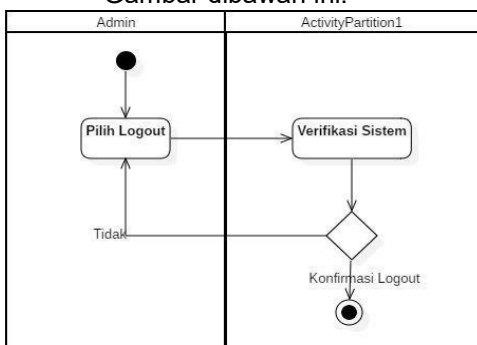 Gambar dibawah ini.
Admin
ActivityPartition1
Pilih Logout
Verifikasi Sistem
Tidak
Konfirmasi Logout